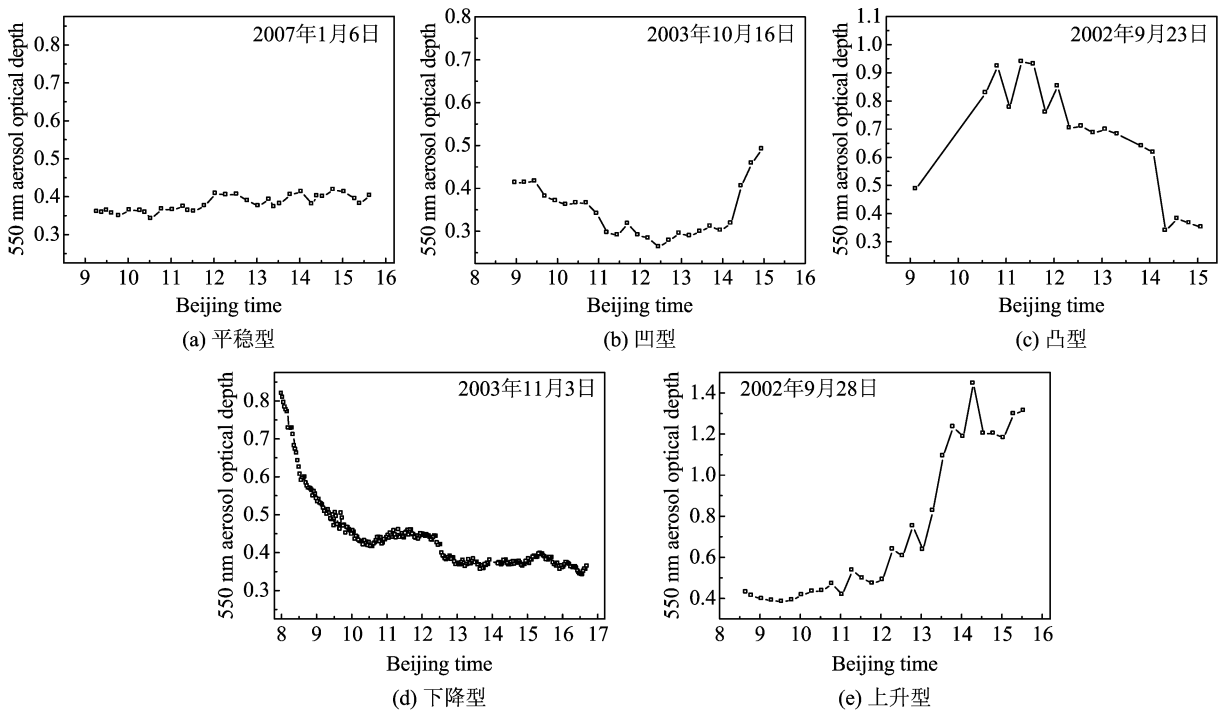 2007年1月6日
550 nm aerosol optical depth
0.8
0.7
0.6
0.5
0.4
0.3
9 10 11 12 13 14 15 16
Beijing time
(a) 平稳型
2003年10月16日
550 nm aerosol optical depth
0.8
0.7
0.6
0.5
0.4
0.3
8 9 10 11 12 13 14 15
Beijing time
(b) 凹型
2002年9月23日
550 nm aerosol optical depth
1.1
1.0
0.9
0.8
0.7
0.6
0.5
0.4
0.3
9 10 11 12 13 14 15
Beijing time
(c) 凸型
2003年11月3日
550 nm aerosol optical depth
0.8
0.7
0.6
0.5
0.4
0.3
8 9 10 11 12 13 14 15 16 17
Beijing time
(d) 下降型
2002年9月28日
550 nm aerosol optical depth
1.4
1.2
1.0
0.8
0.6
0.4
8 9 10 11 12 13 14 15 16
Beijing time
(e) 上升型